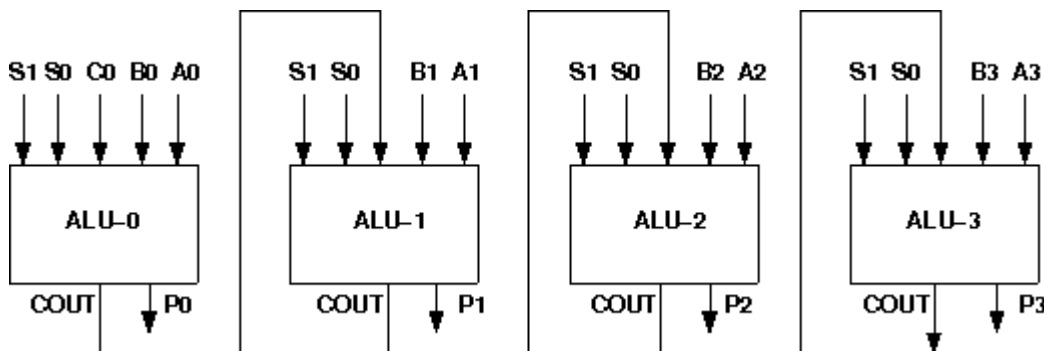 S1 S0 C0 B0 A0
S1 S0 B1 A1
S1 S0 B2 A2
S1 S0 B3 A3
ALU-0
ALU-1
ALU-2
ALU-3
COUT P0
COUT P1
COUT P2
COUT P3